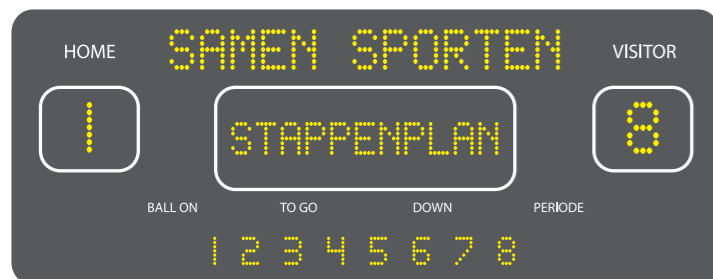 SAMEN SPORTEN
HOME
VISITOR
1
STAPPENPLAN
8
BALL ON TO GO DOWN PERIODE
1 2 3 4 5 6 7 8